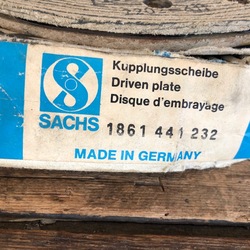 Kupplungsscheibe
Driven plate
Disque d'embrayage
SACHS
1861 441 232
MADE IN GERMANY